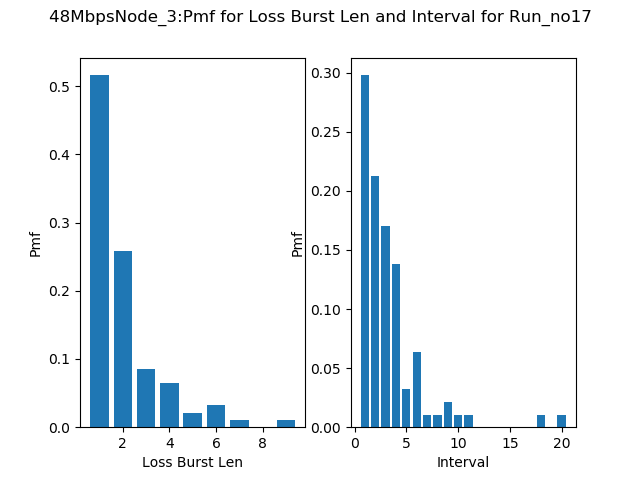 48MbpsNode_3:Pmf for Loss Burst Len and Interval for Run_no17
Pmf
0.5
0.4
0.3
0.2
0.1
0.0
2 4 6 8
Loss Burst Len
Pmf
0.30
0.25
0.20
0.15
0.10
0.05
0.00
0 5 10 15 20
Interval